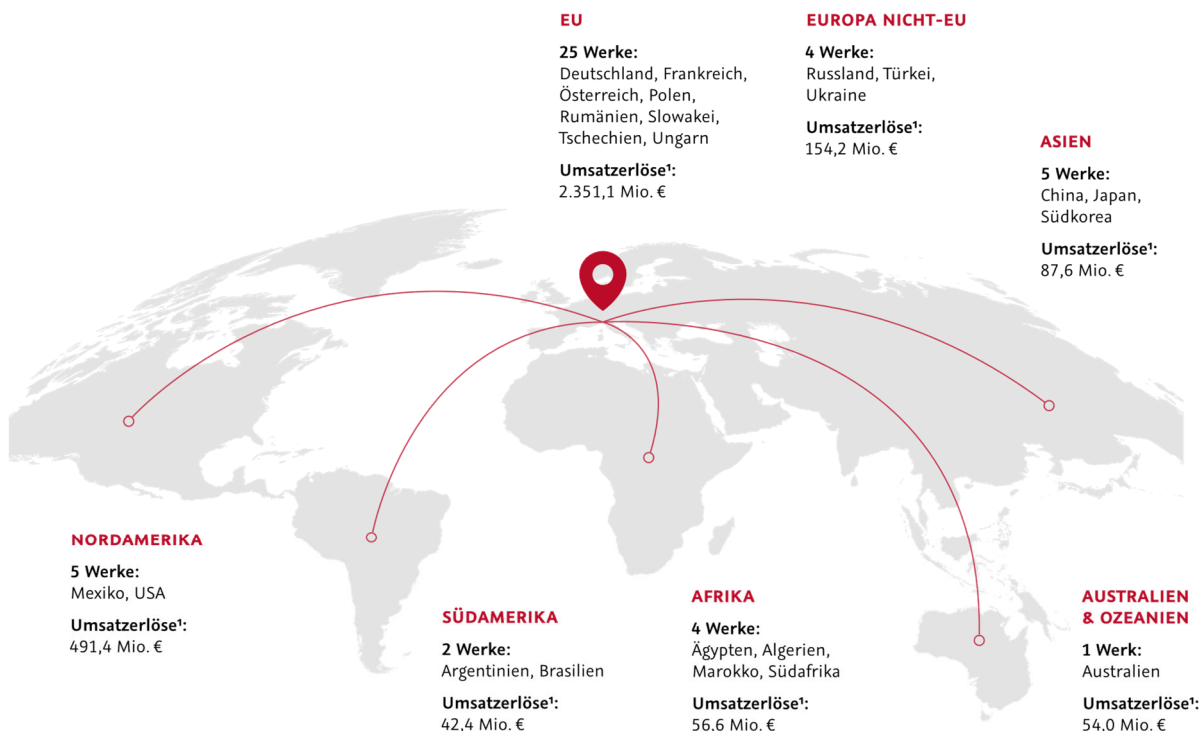 EU
25 Werke:
Deutschland, Frankreich,
Österreich, Polen,
Rumänien, Slowakei,
Tschechien, Ungarn
Umsatzerlöse¹:
2.351,1 Mio. €
EUROPA NICHT-EU
4 Werke:
Russland, Türkei,
Ukraine
Umsatzerlöse¹:
154,2 Mio. €
ASIEN
5 Werke:
China, Japan,
Südkorea
Umsatzerlöse¹:
87,6 Mio. €
NORDAMERIKA
5 Werke:
Mexiko, USA
Umsatzerlöse¹:
491,4 Mio. €
SÜDAMERIKA
2 Werke:
Argentinien, Brasilien
Umsatzerlöse¹:
42,4 Mio. €
AFRIKA
4 Werke:
Ägypten, Algerien,
Marokko, Südafrika
Umsatzerlöse¹:
56,6 Mio. €
AUSTRALIEN
& OZEANIEN
1 Werk:
Australien
Umsatzerlöse¹:
54,0 Mio. €